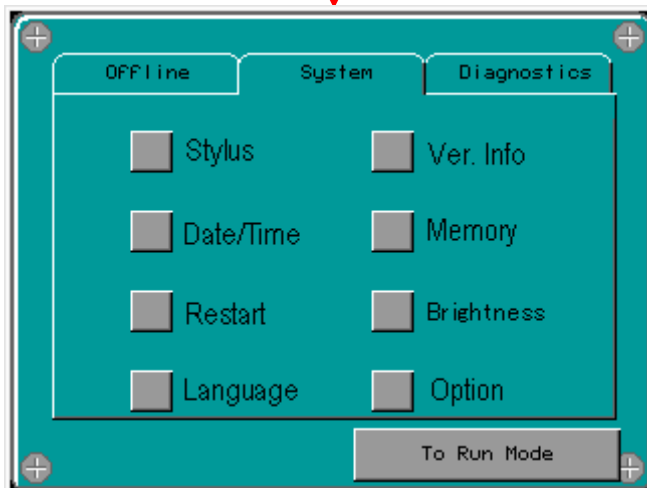 Offline System Diagnostics
Stylus Ver. Info
Date/Time Memory
Restart Brightness
Language Option
To Run Mode